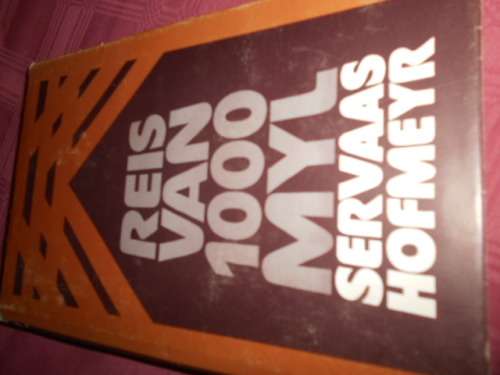 REIS
VAN
1000
MYL
SERVAAS
HOFMEYR